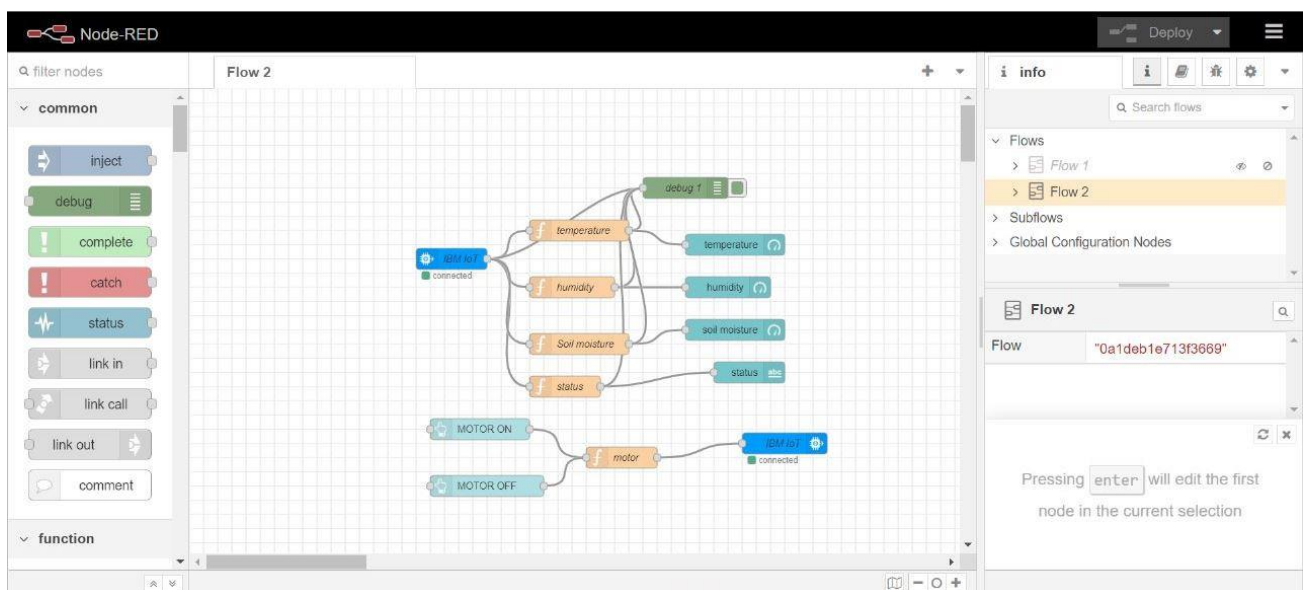 Node-RED
Deploy
filter nodes
Flow 2
i info
i
common
Search flows
inject
Flows
Flow 1
debug
debug 1
Flow 2
Subflows
complete
temperature
temperature
Global Configuration Nodes
IBM IoT
connected
catch
humidity
humidity
Flow 2
status
soil moisture
Soil moisture
Flow
"0a1deb1e713f3669"
link in
status
abc
status
link call
MOTOR ON
link out
motor
IBM IoT
connected
Pressing enter will edit the first
node in the current selection
comment
MOTOR OFF
function